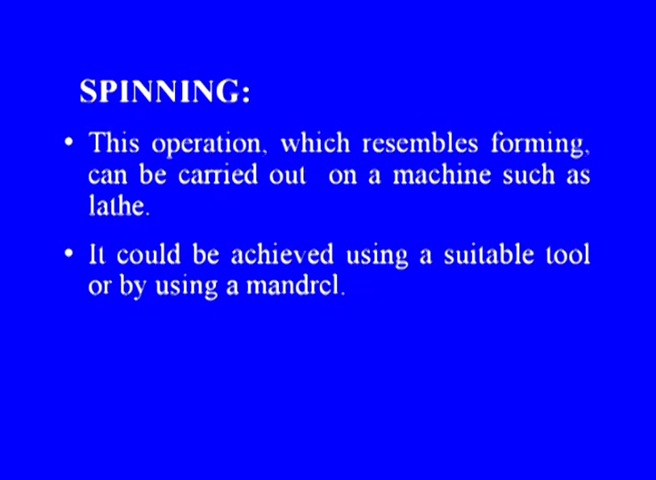 SPINNING:
• This operation, which resembles forming,
can be carried out on a machine such as
lathe.
• It could be achieved using a suitable tool
or by using a mandrel.